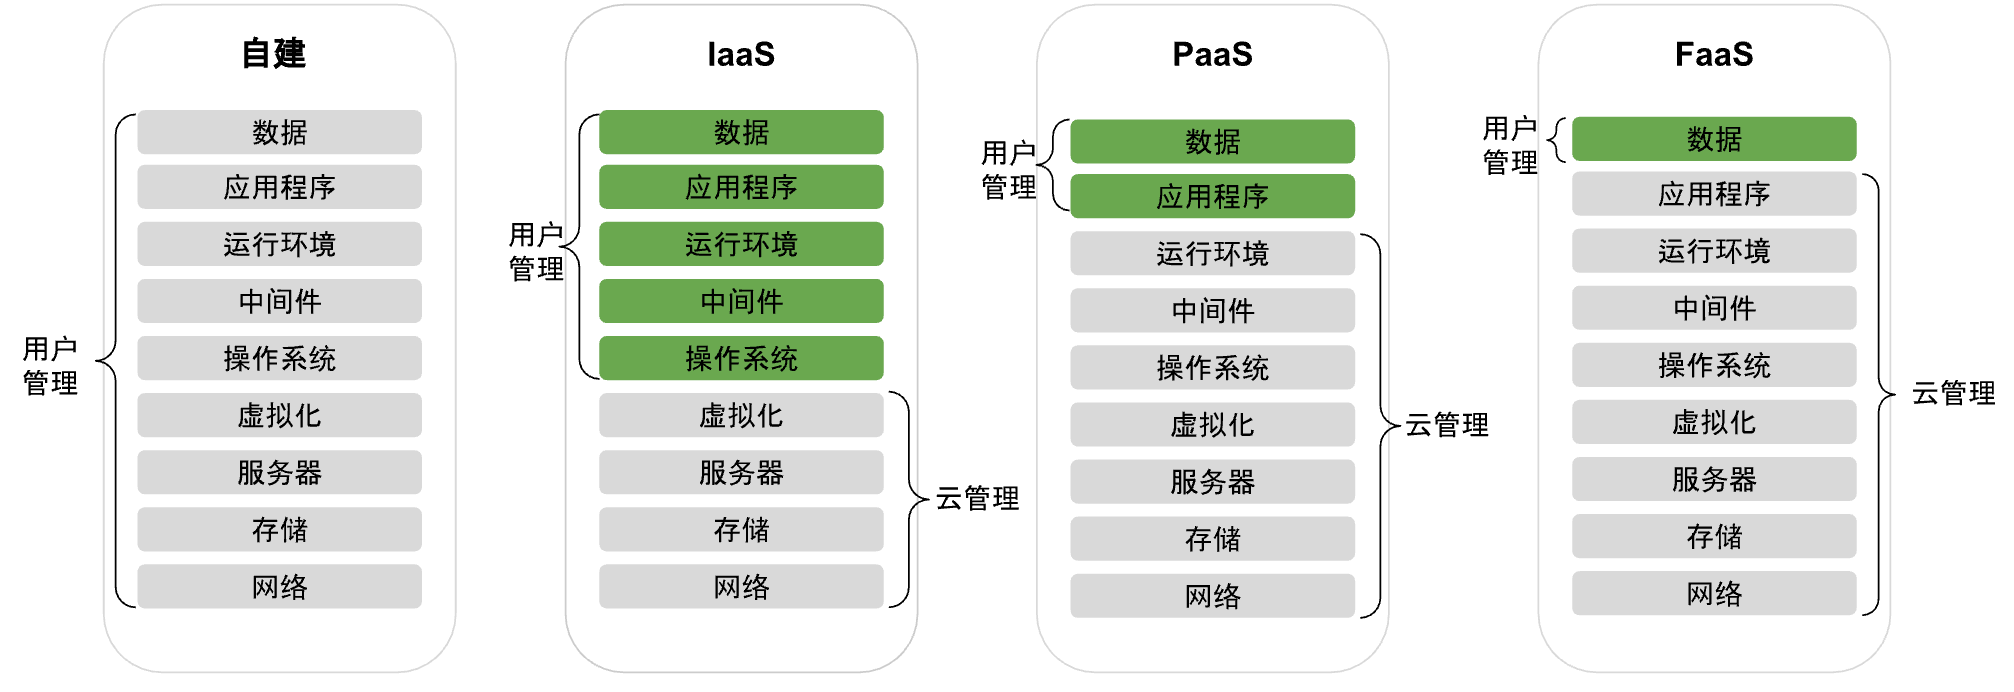 自建
数据
应用程序
运行环境
中间件
操作系统
虚拟化
服务器
存储
网络
用户
管理
IaaS
数据
应用程序
运行环境
中间件
操作系统
虚拟化
服务器
存储
网络
用户
管理
云管理
PaaS
数据
应用程序
运行环境
中间件
操作系统
虚拟化
服务器
存储
网络
用户
管理
云管理
FaaS
数据
应用程序
运行环境
中间件
操作系统
虚拟化
服务器
存储
网络
用户
管理
云管理